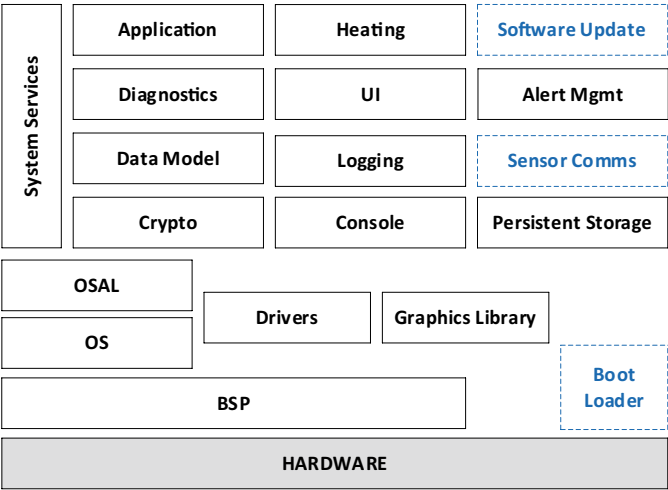 System Services
Application
Heating
Software Update
Diagnostics
UI
Alert Mgmt
Data Model
Logging
Sensor Comms
Crypto
Console
Persistent Storage
OSAL
Drivers
Graphics Library
OS
Boot
Loader
BSP
HARDWARE